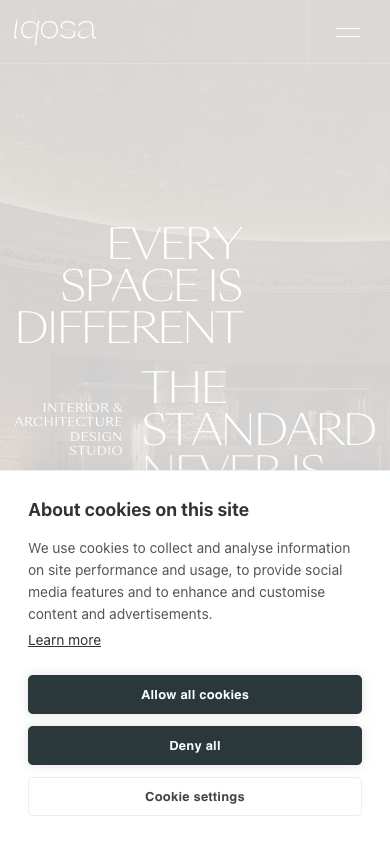 iqosa
EVERY
SPACE IS
DIFFERENT
THE
STANDARD
NEVER IS
INTERIOR &
ARCHITECTURE
DESIGN
STUDIO
About cookies on this site
We use cookies to collect and analyse information
on site performance and usage, to provide social
media features and to enhance and customise
content and advertisements.
Learn more
Allow all cookies
Deny all
Cookie settings